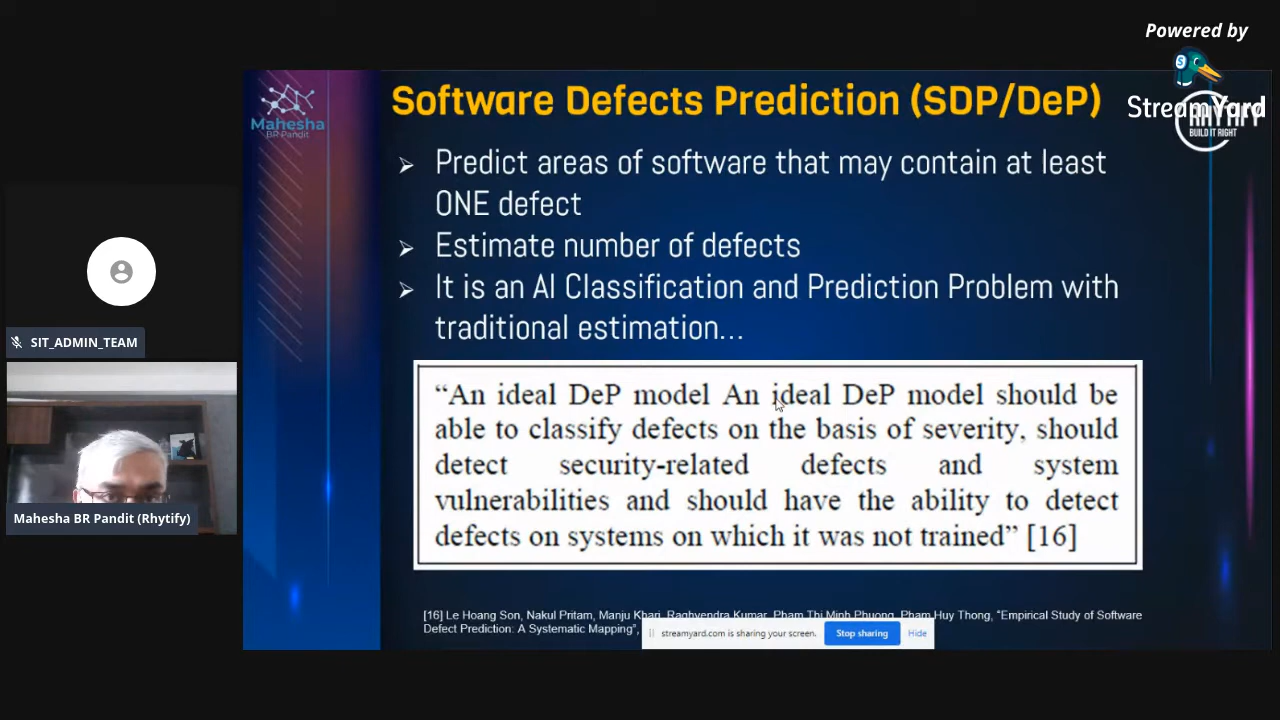 Powered by
StreamYard
Mahesha
BR Pandit
BUILD IT RIGHT
Software Defects Prediction (SDP/DeP)
➢ Predict areas of software that may contain at least
ONE defect
➢ Estimate number of defects
➢ It is an AI Classification and Prediction Problem with
traditional estimation...
“An ideal DeP model An ideal DeP model should be
able to classify defects on the basis of severity, should
detect security-related defects and system
vulnerabilities and should have the ability to detect
defects on systems on which it was not trained” [16]
[16] Le Hoang Son, Nakul Pritam, Manju Khari, Raghvendra Kumar, Pham Thi Minh Phuong, Pham Huy Thong, “Empirical Study of Software
Defect Prediction: A Systematic Mapping”,
streamyard.com is sharing your screen. Stop sharing Hide
SIT_ADMIN_TEAM
Mahesha BR Pandit (Rhytify)